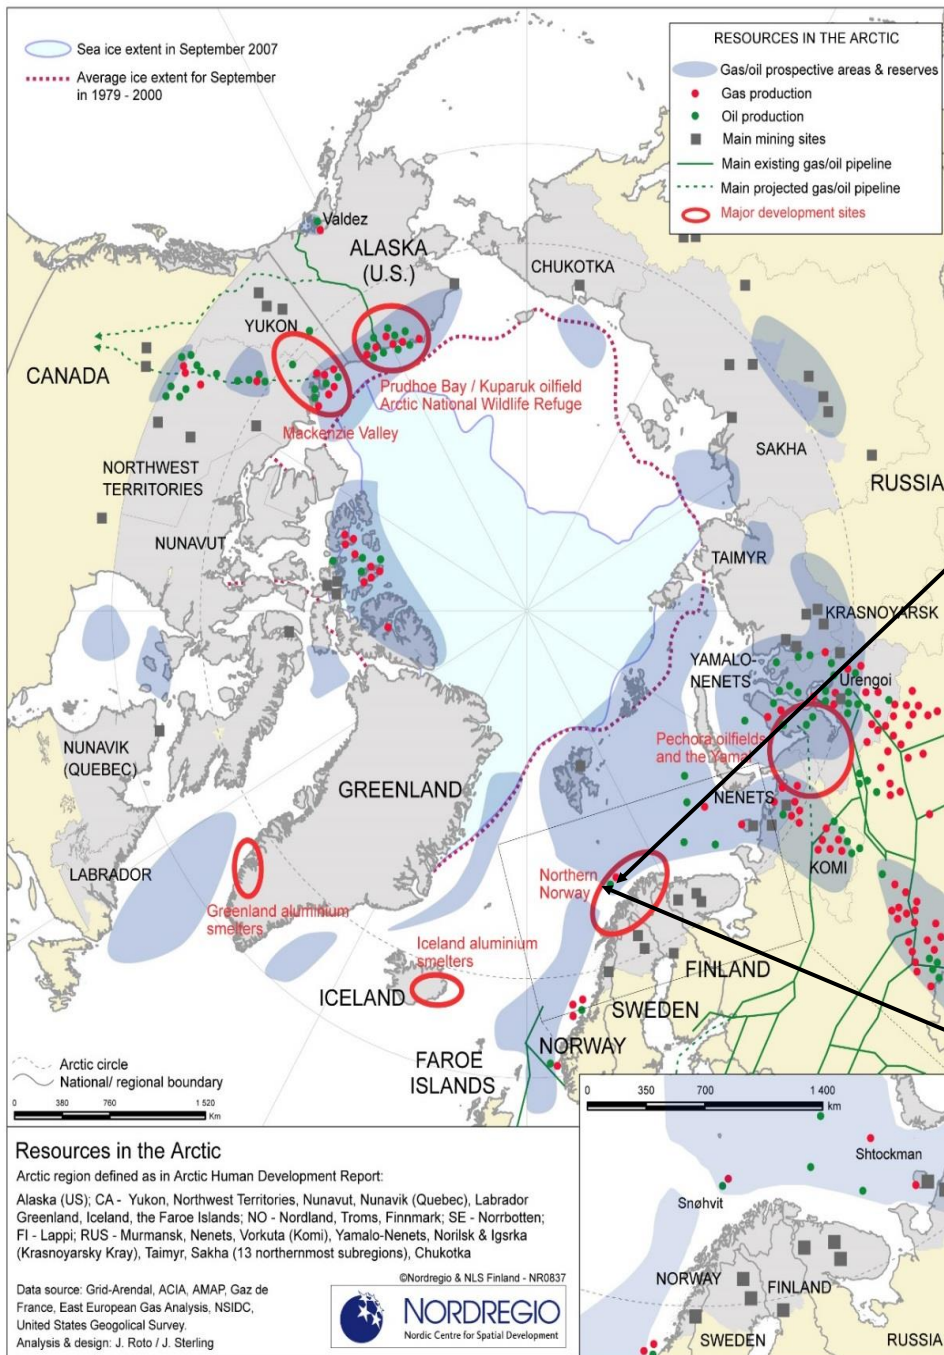 Sea ice extent in September 2007
Average ice extent for September
in 1979 - 2000
RESOURCES IN THE ARCTIC
Gas/oil prospective areas & reserves
Gas production
Oil production
Main mining sites
Main existing gas/oil pipeline
Main projected gas/oil pipeline
Major development sites
Valdez
ALASKA
(U.S.)
CHUKOTKA
YUKON
CANADA
Prudhoe Bay / Kuparuk oilfield
Arctic National Wildlife Refuge
Mackenzie Valley
SAKHA
NORTHWEST
TERRITORIES
RUSSIA
NUNAVUT
TAIMYR
KRASNOYARSK
YAMALO-
NENETS
Urengoi
Pechora oilfields
and the Yamal
NUNAVIK
(QUEBEC)
GREENLAND
NENETS
KOMI
LABRADOR
Northern
Norway
Greenland aluminium
smelters
Iceland aluminium
smelters
FINLAND
ICELAND
SWEDEN
NORWAY
FAROE
ISLANDS
Arctic circle
National/ regional boundary
0 380 760 1 520
Km
0 350 700 1 400
km
Shtockman
Snøhvit
NORWAY
FINLAND
SWEDEN
RUSSIA
Resources in the Arctic
Arctic region defined as in Arctic Human Development Report:
Alaska (US); CA - Yukon, Northwest Territories, Nunavut, Nunavik (Quebec), Labrador
Greenland, Iceland, the Faroe Islands; NO - Nordland, Troms, Finnmark; SE - Norrbotten;
FI - Lappi; RUS - Murmansk, Nenets, Vorkuta (Komi), Yamalo-Nenets, Norilsk & Igsrka
(Krasnoyarsky Kray), Taimyr, Sakha (13 northernmost subregions), Chukotka
©Nordregio & NLS Finland - NR0837
Data source: Grid-Arendal, ACIA, AMAP, Gaz de
France, East European Gas Analysis, NSIDC,
United States Geogolical Survey.
Analysis & design: J. Roto / J. Sterling
NORDREGIO
Nordic Centre for Spatial Development